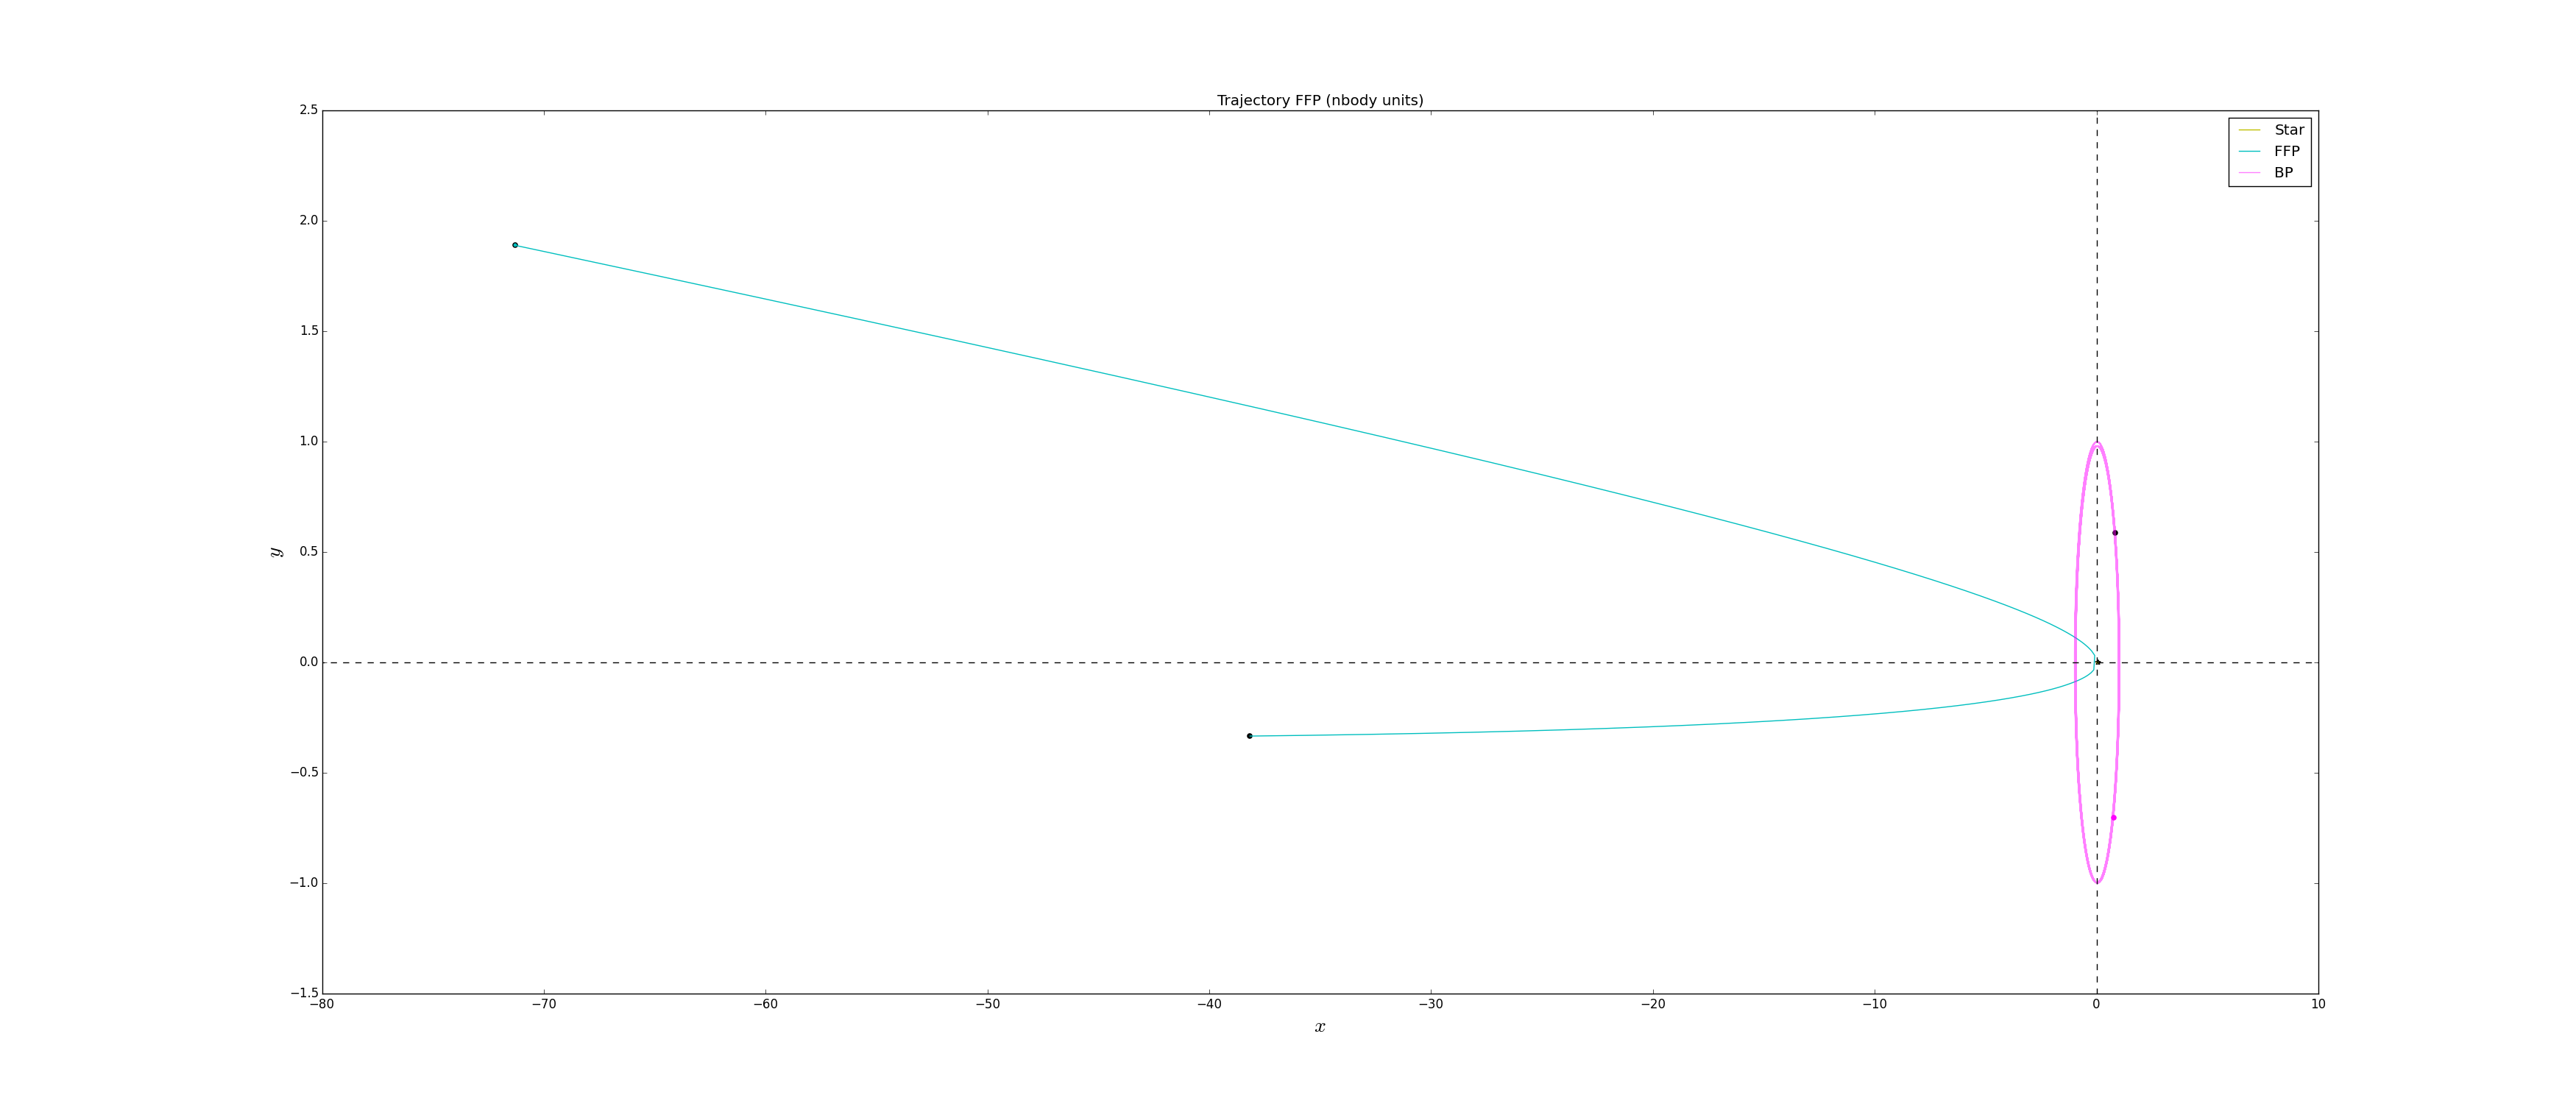 Trajectory FFP (nbody units)
Star
FFP
BP
2.5
2.0
1.5
1.0
0.5
0.0
−0.5
−1.0
−1.5
y
−80 −70 −60 −50 −40 −30 −20 −10 0 10
x